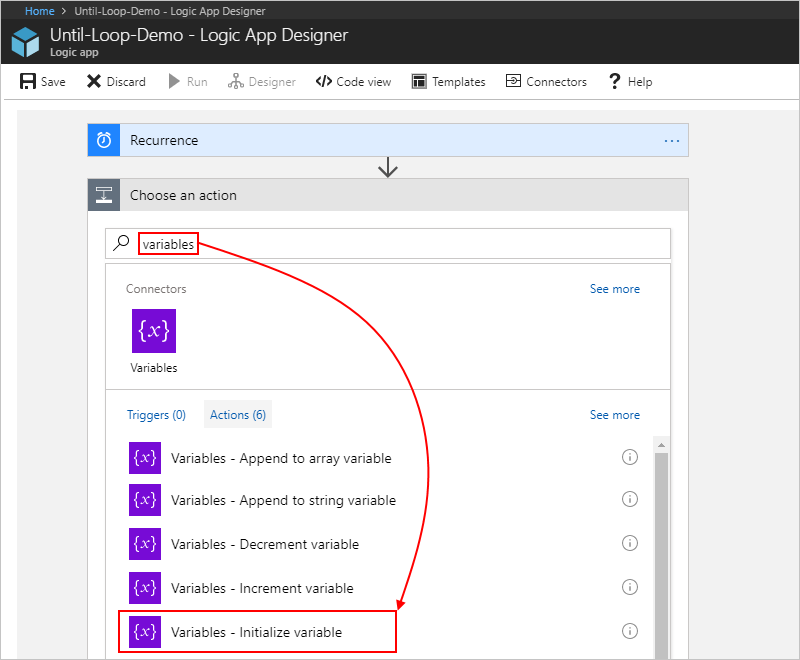 Home > Until-Loop-Demo - Logic App Designer
Until-Loop-Demo - Logic App Designer
Logic app
Save Discard Run Designer </> Code view Templates Connectors ? Help
Recurrence ...
Choose an action
variables
Connectors See more
{x}
Variables
Triggers (0) Actions (6) See more
{x} Variables - Append to array variable
{x} Variables - Append to string variable
{x} Variables - Decrement variable
{x} Variables - Increment variable
{x} Variables - Initialize variable